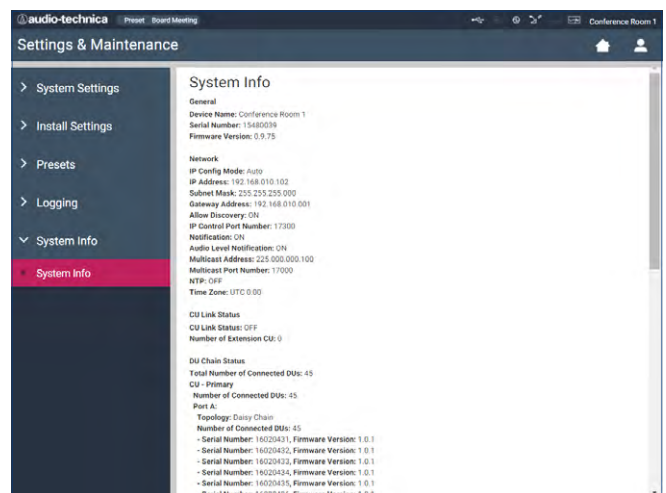 audio-technica Preset Board Meeting Conference Room 1
Settings & Maintenance
System Settings
Install Settings
Presets
Logging
System Info
System Info
System Info
General
Device Name: Conference Room 1
Serial Number: 15480039
Firmware Version: 0.9.75
Network
IP Config Mode: Auto
IP Address: 192.168.010.102
Subnet Mask: 255.255.255.000
Gateway Address: 192.168.010.001
Allow Discovery: ON
IP Control Port Number: 17300
Notification: ON
Audio Level Notification: ON
Multicast Address: 225.000.000.100
Multicast Port Number: 17000
NTP: OFF
Time Zone: UTC 0:00
CU Link Status
CU Link Status: OFF
Number of Extension CU: 0
DU Chain Status
Total Number of Connected DUs: 45
CU - Primary
Number of Connected DUs: 45
Port A:
Topology: Daisy Chain
Number of Connected DUs: 45
- Serial Number: 16020431, Firmware Version: 1.0.1
- Serial Number: 16020432, Firmware Version: 1.0.1
- Serial Number: 16020433, Firmware Version: 1.0.1
- Serial Number: 16020434, Firmware Version: 1.0.1
- Serial Number: 16020435, Firmware Version: 1.0.1